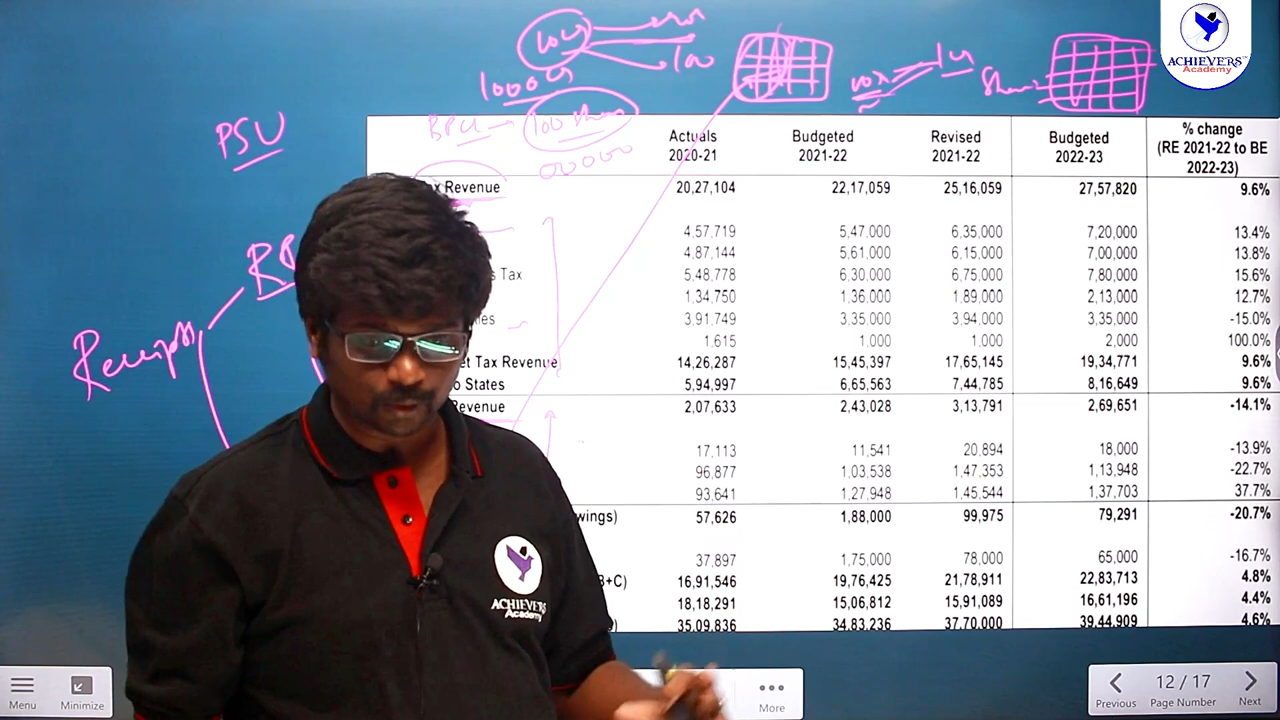 ACHIEVERS
Academy
1000
BPCL → 100 Share
PSU
Receipts
Actuals 2020-21
Budgeted 2021-22
Revised 2021-22
Budgeted 2022-23
% change (RE 2021-22 to BE 2022-23)
Revenue 20,27,104 22,17,059 25,16,059 27,57,820 9.6%
4,57,719 5,47,000 6,35,000 7,20,000 13.4%
4,87,144 5,61,000 6,15,000 7,00,000 13.8%
Tax 5,48,778 6,30,000 6,75,000 7,80,000 15.6%
1,34,750 1,36,000 1,89,000 2,13,000 12.7%
3,91,749 3,35,000 3,94,000 3,35,000 -15.0%
1,615 1,000 1,000 2,000 100.0%
Tax Revenue 14,26,287 15,45,397 17,65,145 19,34,771 9.6%
States 5,94,997 6,65,563 7,44,785 8,16,649 9.6%
Revenue 2,07,633 2,43,028 3,13,791 2,69,651 -14.1%
17,113 11,541 20,894 18,000 -13.9%
96,877 1,03,538 1,47,353 1,13,948 -22.7%
93,641 1,27,948 1,45,544 1,37,703 37.7%
wings) 57,626 1,88,000 99,975 79,291 -20.7%
37,897 1,75,000 78,000 65,000 -16.7%
+C) 16,91,546 19,76,425 21,78,911 22,83,713 4.8%
18,18,291 15,06,812 15,91,089 16,61,196 4.4%
35,09,836 34,83,236 37,70,000 39,44,909 4.6%
ACHIEVERS
Academy
Menu
Minimize
More
Previous
12 / 17
Page Number
Next